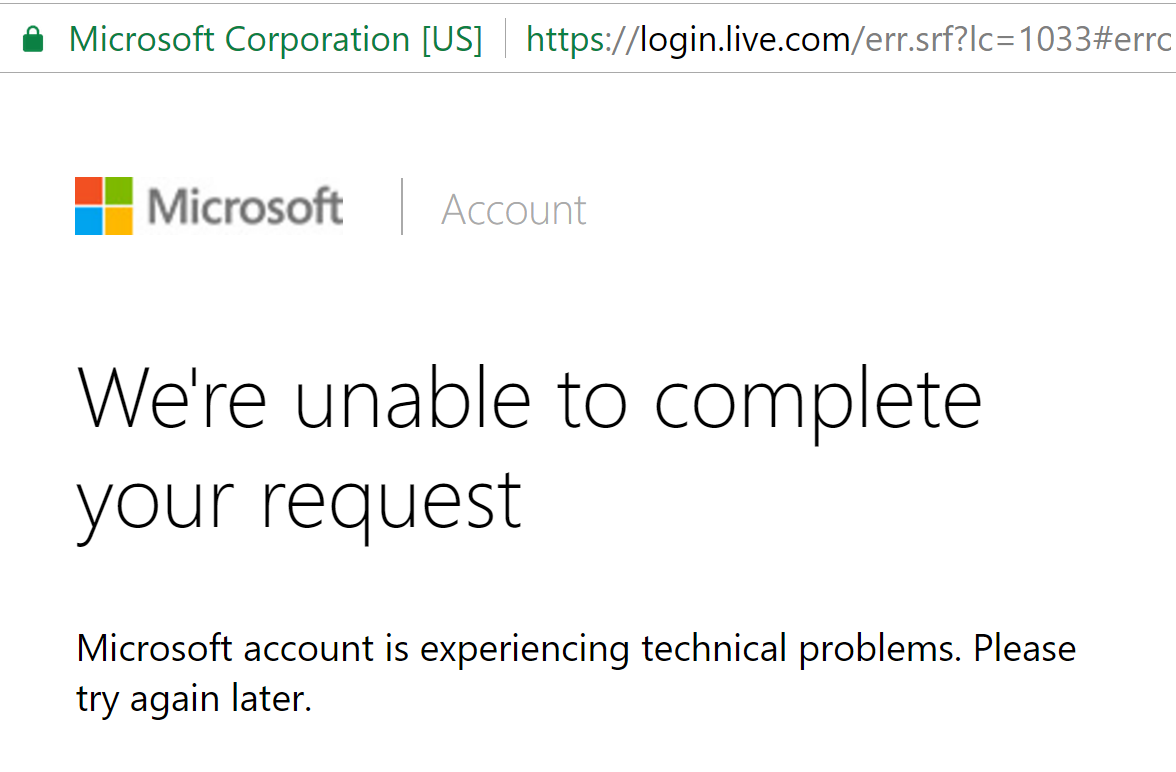 Microsoft Corporation [US] https://login.live.com/err.srf?lc=1033#errc
Microsoft Account
We're unable to complete
your request
Microsoft account is experiencing technical problems. Please
try again later.